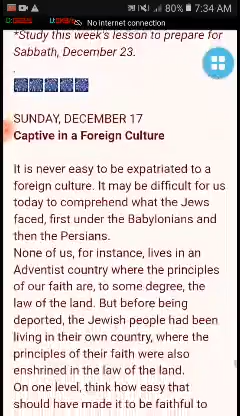 80% 7:34 AM
No internet connection
*Study this week's lesson to prepare for
Sabbath, December 23.
.
SUNDAY, DECEMBER 17
Captive in a Foreign Culture
It is never easy to be expatriated to a
foreign culture. It may be difficult for us
today to comprehend what the Jews
faced, first under the Babylonians and
then the Persians.
None of us, for instance, lives in an
Adventist country where the principles
of our faith are, to some degree, the
law of the land. But before being
deported, the Jewish people had been
living in their own country, where the
principles of their faith were also
enshrined in the law of the land.
On one level, think how easy that
should have made it to be faithful to